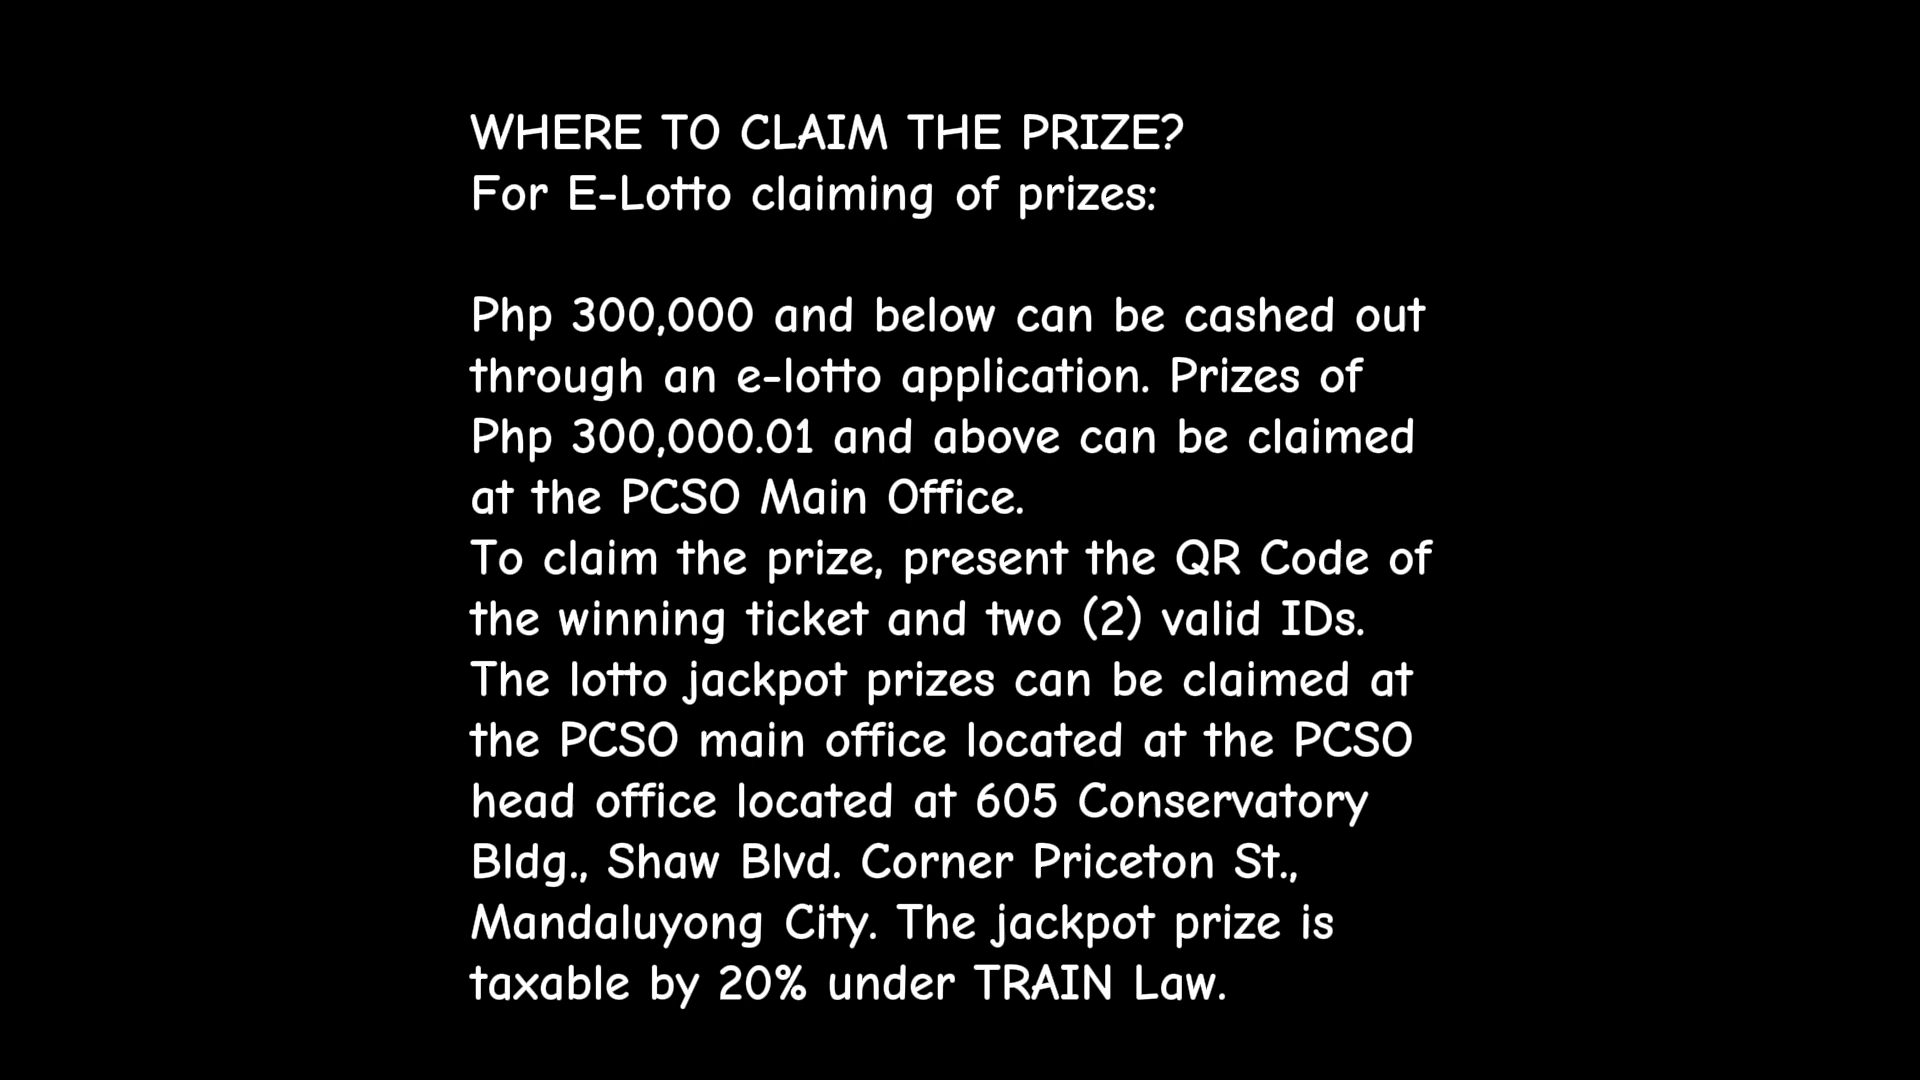 WHERE TO CLAIM THE PRIZE?
For E-Lotto claiming of prizes:
Php 300,000 and below can be cashed out
through an e-lotto application. Prizes of
Php 300,000.01 and above can be claimed
at the PCSO Main Office.
To claim the prize, present the QR Code of
the winning ticket and two (2) valid IDs.
The lotto jackpot prizes can be claimed at
the PCSO main office located at the PCSO
head office located at 605 Conservatory
Bldg., Shaw Blvd. Corner Priceton St.,
Mandaluyong City. The jackpot prize is
taxable by 20% under TRAIN Law.